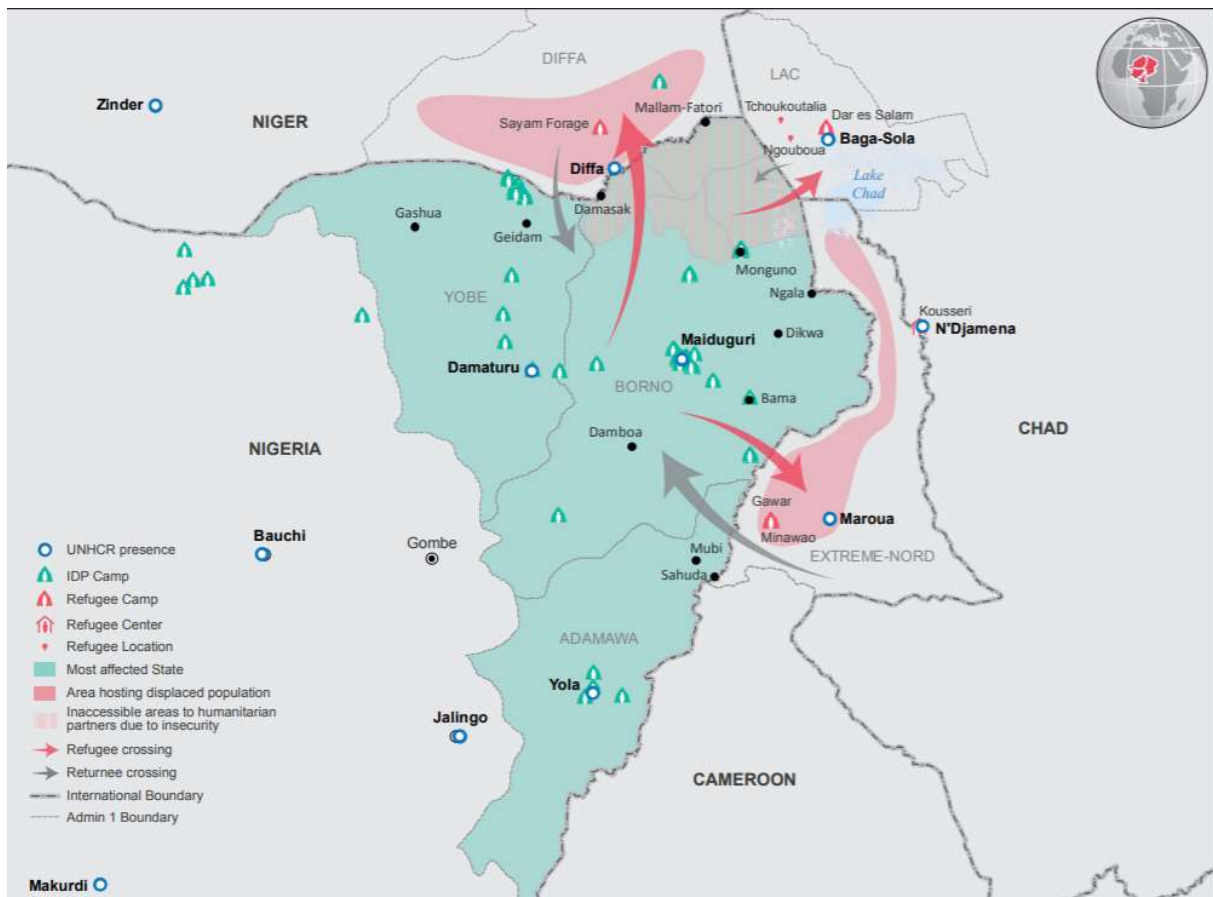 DIFFA
LAC
Zinder
NIGER
Mallam-Fatori
Tchoukoutalia
Dar es Salam
Sayam Forage
Ngouboua
Baga-Sola
Diffa
Lake
Chad
Damasak
Gashua
Geidam
Monguno
YOBE
Ngala
Kousseri
N'Djamena
Dikwa
Maiduguri
Damaturu
BORNO
Bama
Damboa
CHAD
NIGERIA
Gawar
Minawao
Maroua
Bauchi
Gombe
Mubi
EXTREME-NORD
Sahuda
ADAMAWA
Yola
Jalingo
CAMEROON
Makurdi
UNHCR presence
IDP Camp
Refugee Camp
Refugee Center
Refugee Location
Most affected State
Area hosting displaced population
Inaccessible areas to humanitarian
partners due to insecurity
Refugee crossing
Returnee crossing
International Boundary
Admin 1 Boundary